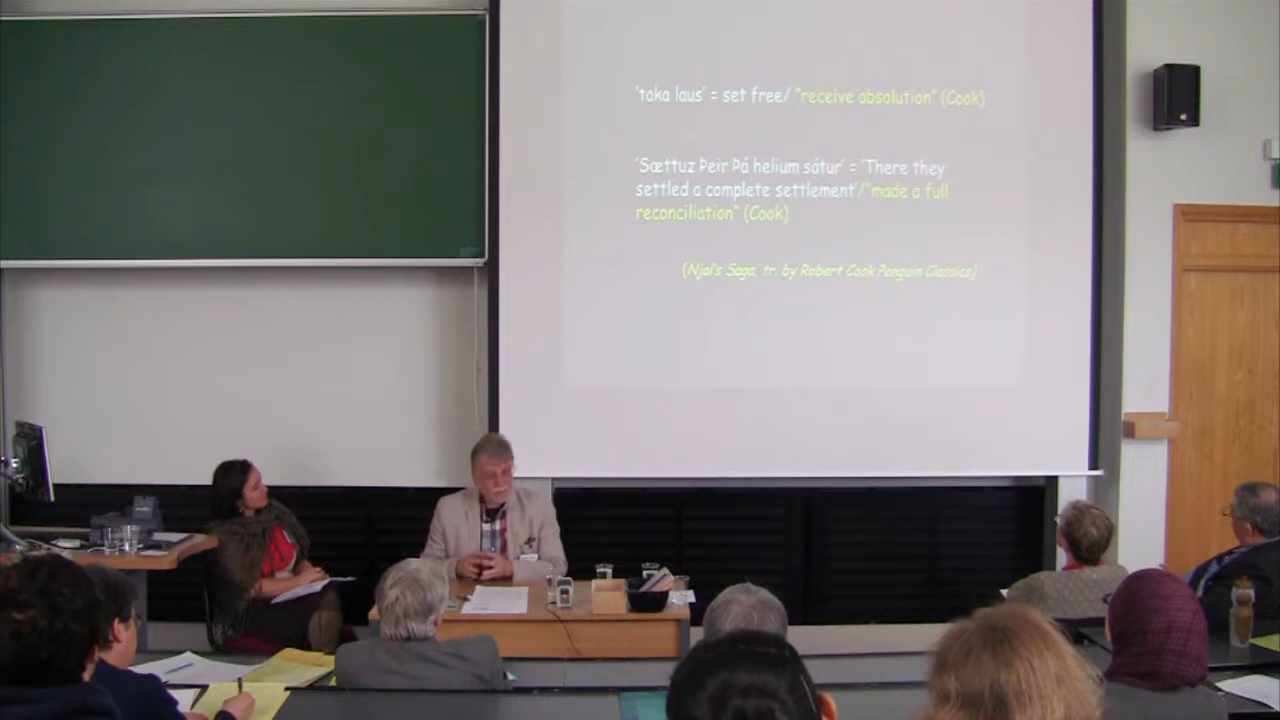 'taka laus' = set free/ "receive absolution" (Cook)
'Sættuz Þeir Þá helium sátur' = 'There they
settled a complete settlement'/"made a full
reconciliation" (Cook)
(Njal's Saga, tr. by Robert Cook Penguin Classics)